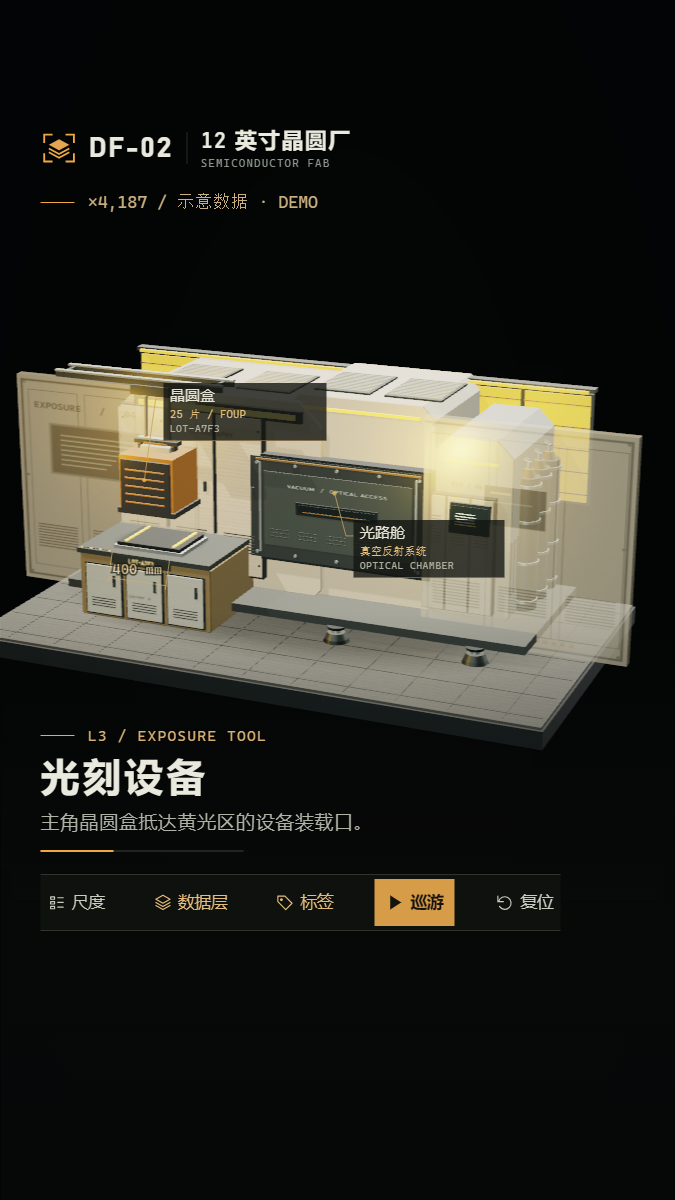 DF-02
12 英寸晶圆厂
SEMICONDUCTOR FAB
×4,187 / 示意数据 · DEMO
EXPOSURE /
晶圆盒
25 片 / FOUP
LOT-A7F3
VACUUM / OPTICAL ACCESS
光路舱
真空反射系统
OPTICAL CHAMBER
400 mm
L3 / EXPOSURE TOOL
光刻设备
主角晶圆盒抵达黄光区的设备装载口。
尺度
数据层
标签
巡游
复位